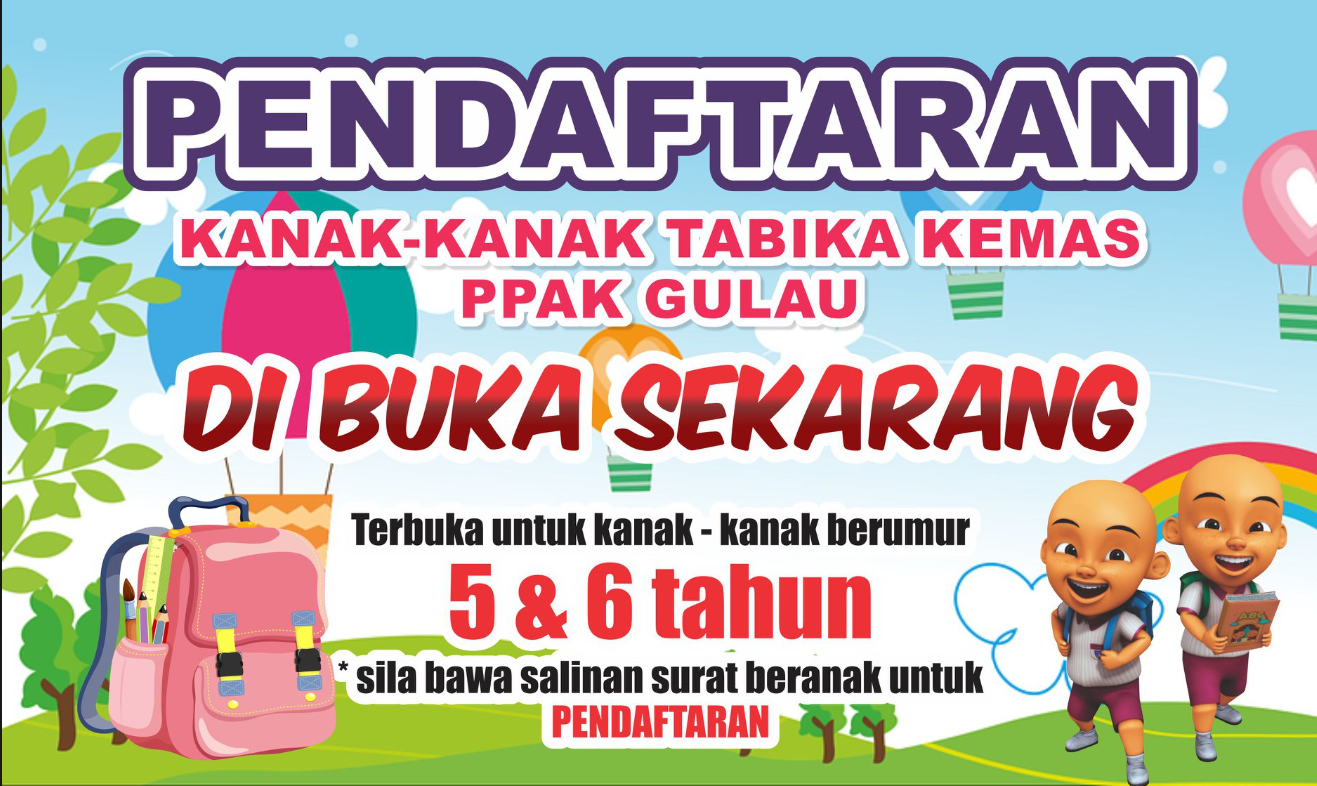 PENDAFTARAN
KANAK-KANAK TABIKA KEMAS
PPAK GULAU
DI BUKA SEKARANG
Terbuka untuk kanak - kanak berumur
5 & 6 tahun
* sila bawa salinan surat beranak untuk
PENDAFTARAN